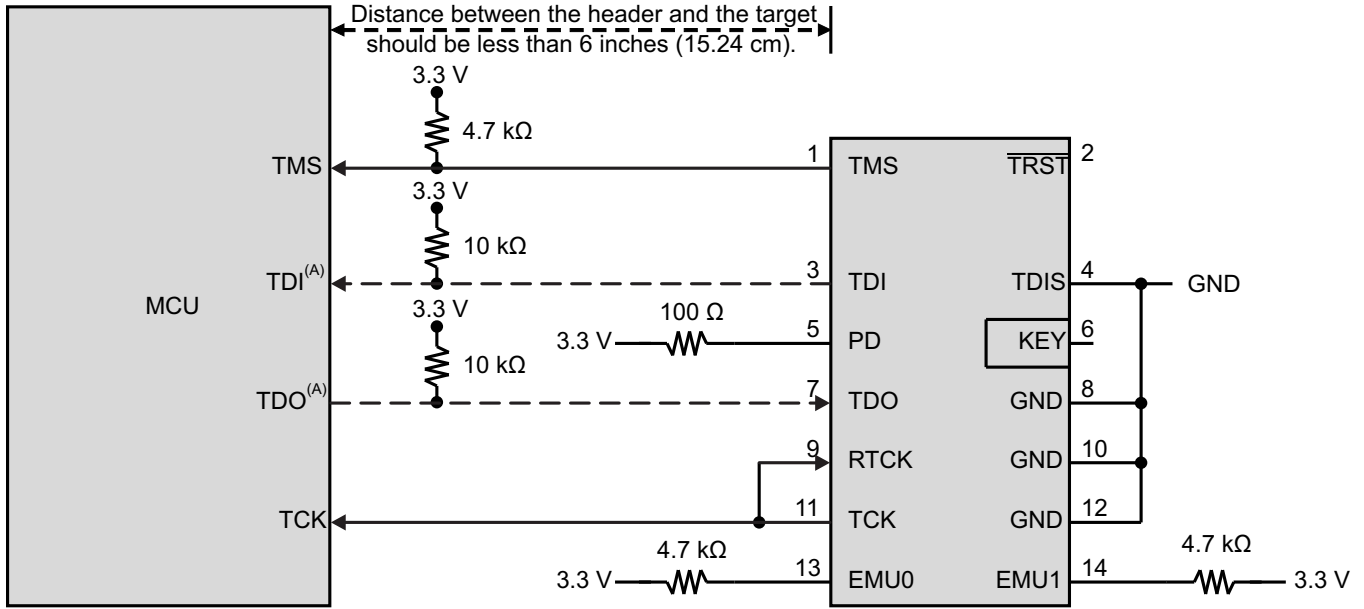 Distance between the header and the target
should be less than 6 inches (15.24 cm).
3.3 V
4.7 kΩ
TMS
1
TMS
TRST
2
3.3 V
10 kΩ
TDI(A)
3
TDI
TDIS
4
GND
MCU
3.3 V
100 Ω
3.3 V
5
PD
KEY
6
10 kΩ
TDO(A)
7
TDO
GND
8
9
RTCK
GND
10
TCK
11
TCK
GND
12
4.7 kΩ
3.3 V
13
EMU0
EMU1
14
4.7 kΩ
3.3 V